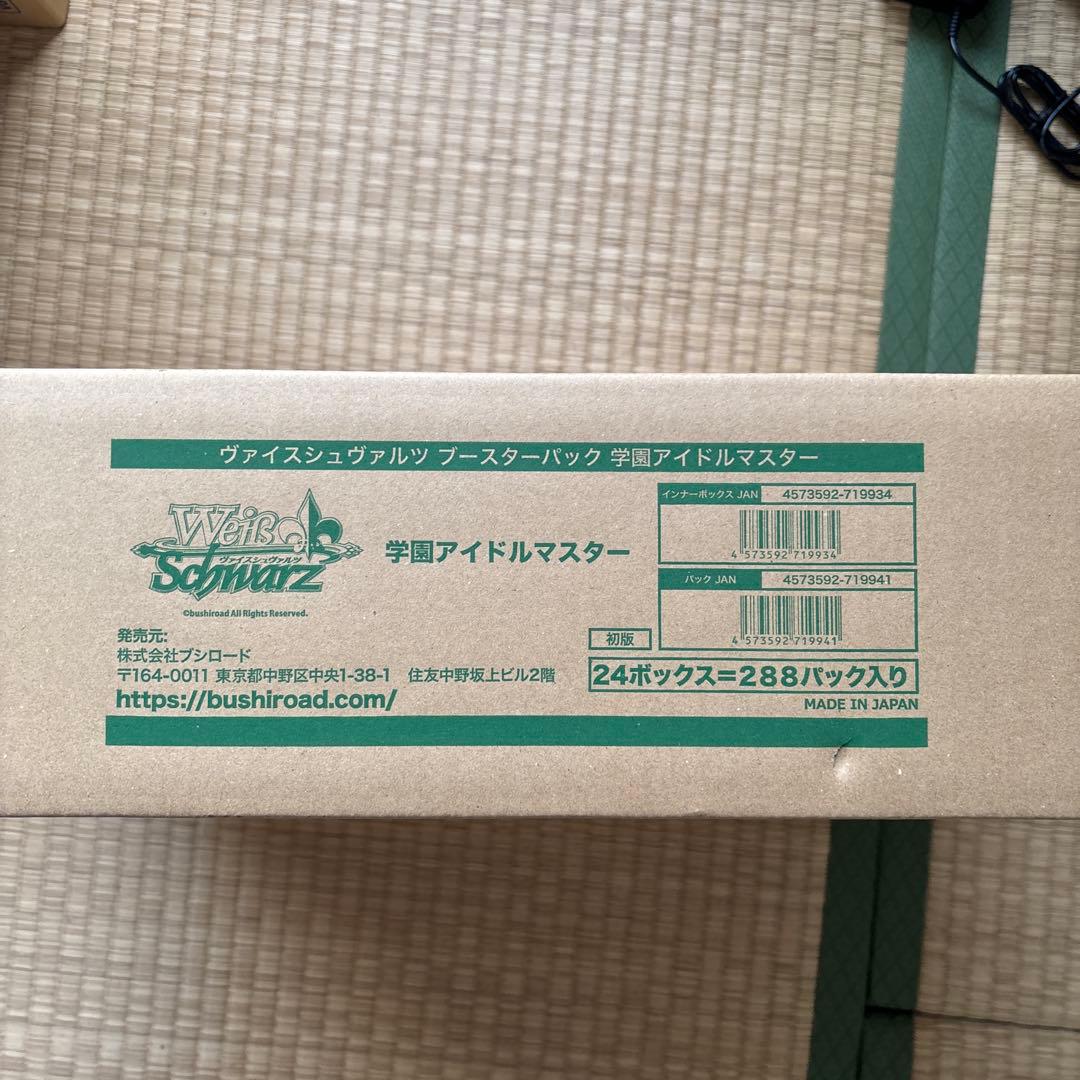 ヴァイスシュヴァルツ ブースターパック 学園アイドルマスター
Weiß
ヴァイスシュヴァルツ
Schwarz
©bushiroad All Rights Reserved.
学園アイドルマスター
インナーボックス JAN 4573592-719934
4 573592 719934
パック JAN 4573592-719941
4 573592 719941
発売元:
株式会社ブシロード
〒164-0011 東京都中野区中央1-38-1 住友中野坂上ビル2階
https://bushiroad.com/
初版
24ボックス=288パック入り
MADE IN JAPAN